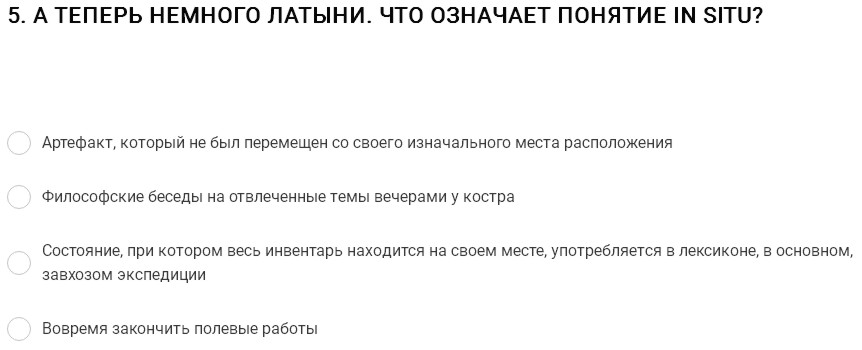 5. А ТЕПЕРЬ НЕМНОГО ЛАТЫНИ. ЧТО ОЗНАЧАЕТ ПОНЯТИЕ IN SITU?
Артефакт, который не был перемещен со своего изначального места расположения
Философские беседы на отвлеченные темы вечерами у костра
Состояние, при котором весь инвентарь находится на своем месте, употребляется в лексиконе, в основном,
завхозом экспедиции
Вовремя закончить полевые работы